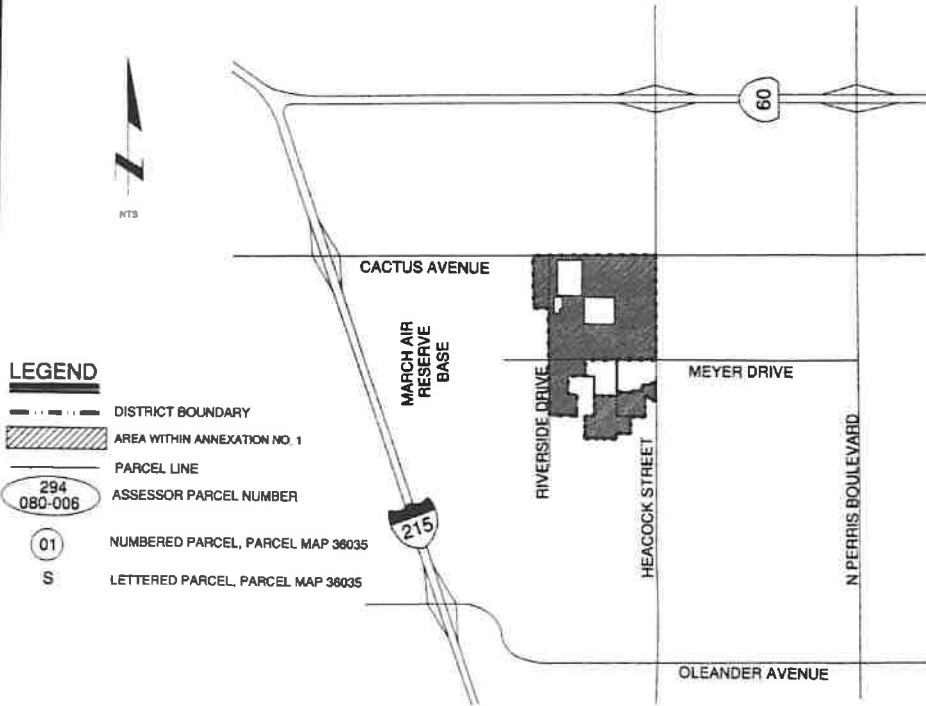 NTS
60
CACTUS AVENUE
MARCH AIR
RESERVE
BASE
MEYER DRIVE
RIVERSIDE DRIVE
HEACOCK STREET
N PERRIS BOULEVARD
215
OLEANDER AVENUE
LEGEND
DISTRICT BOUNDARY
AREA WITHIN ANNEXATION NO. 1
PARCEL LINE
294
080-006
ASSESSOR PARCEL NUMBER
01
NUMBERED PARCEL, PARCEL MAP 36035
S
LETTERED PARCEL, PARCEL MAP 36035